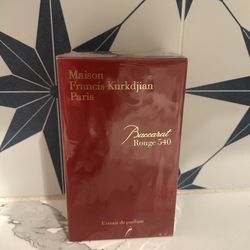 Maison
Francis Kurkdjian
Paris
Baccarat
Rouge 540
Extrait de parfum